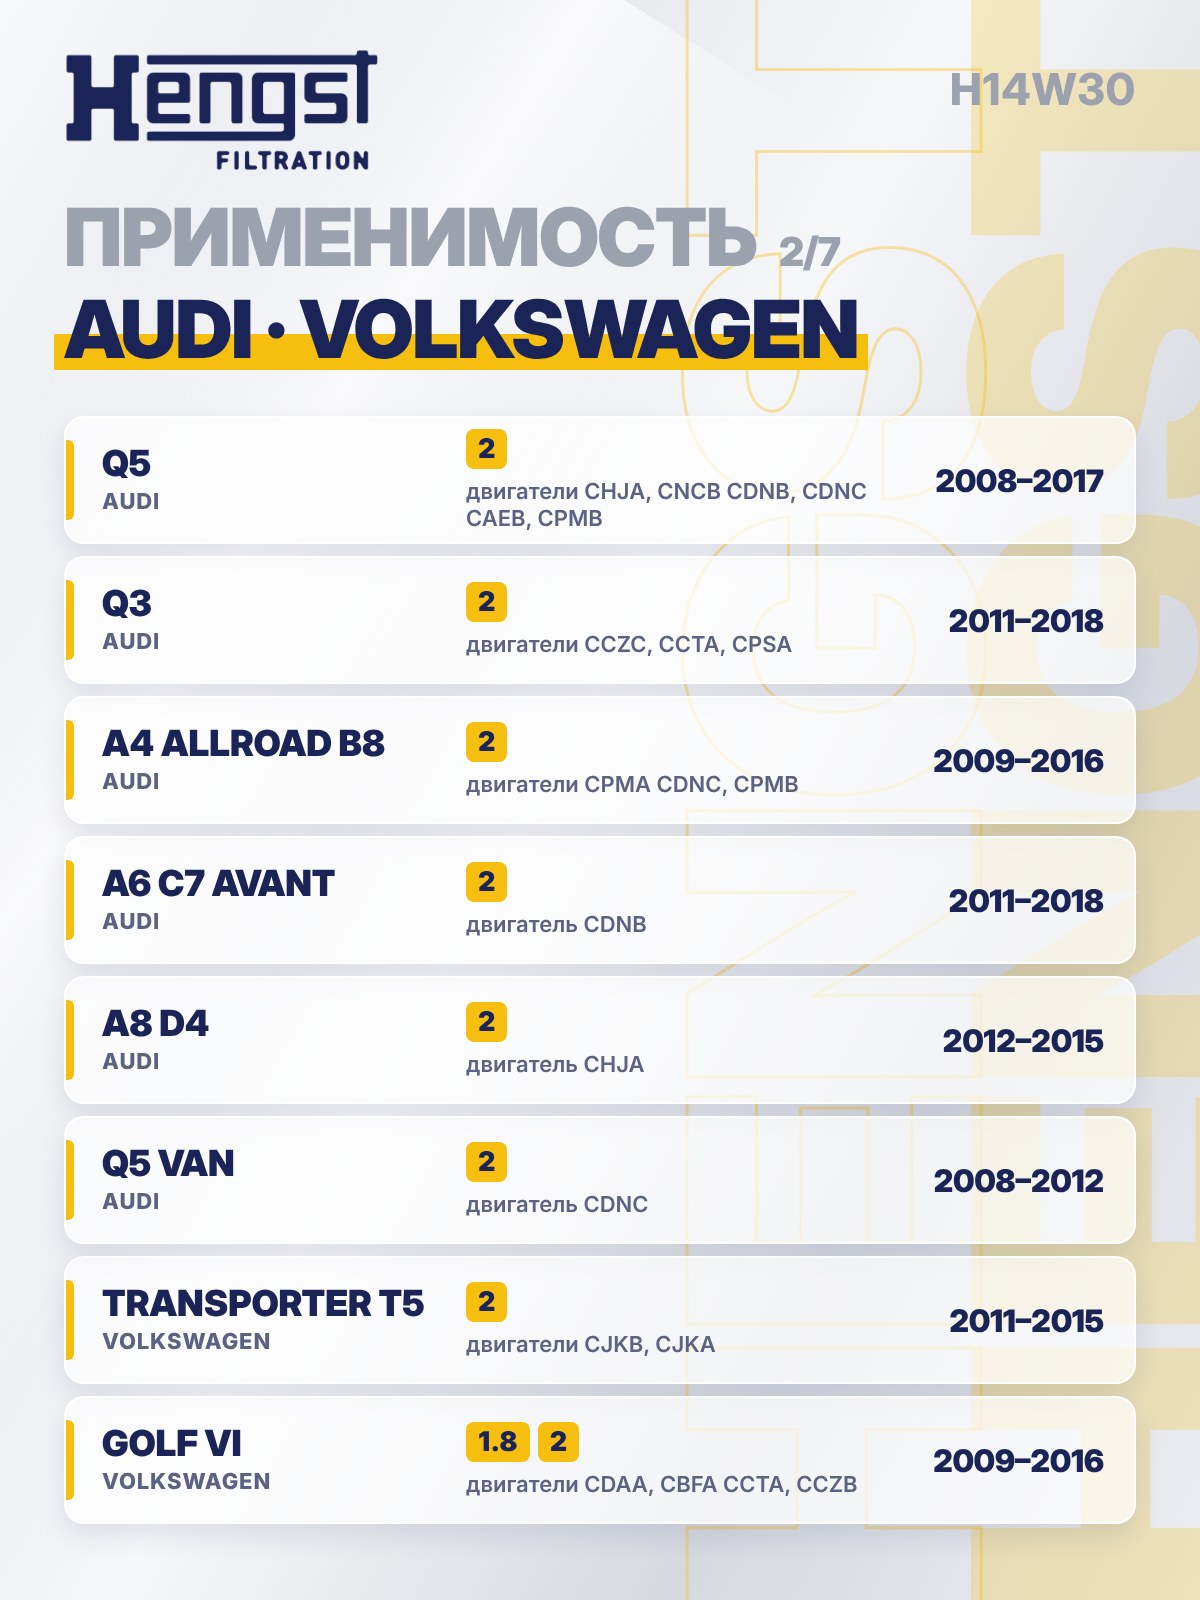 Hengst
FILTRATION
H14W30
ПРИМЕНИМОСТЬ 2/7
AUDI · VOLKSWAGEN
Q5
AUDI
2
двигатели CHJA, CNCB CDNB, CDNC
CAEB, CPMB
2008–2017
Q3
AUDI
2
двигатели CCZC, CCTA, CPSA
2011–2018
A4 ALLROAD B8
AUDI
2
двигатели CPMA CDNC, CPMB
2009–2016
A6 C7 AVANT
AUDI
2
двигатель CDNB
2011–2018
A8 D4
AUDI
2
двигатель CHJA
2012–2015
Q5 VAN
AUDI
2
двигатель CDNC
2008–2012
TRANSPORTER T5
VOLKSWAGEN
2
двигатели CJKB, CJKA
2011–2015
GOLF VI
VOLKSWAGEN
1.8 2
двигатели CDAA, CBFA CCTA, CCZB
2009–2016
HENGST
HENGST